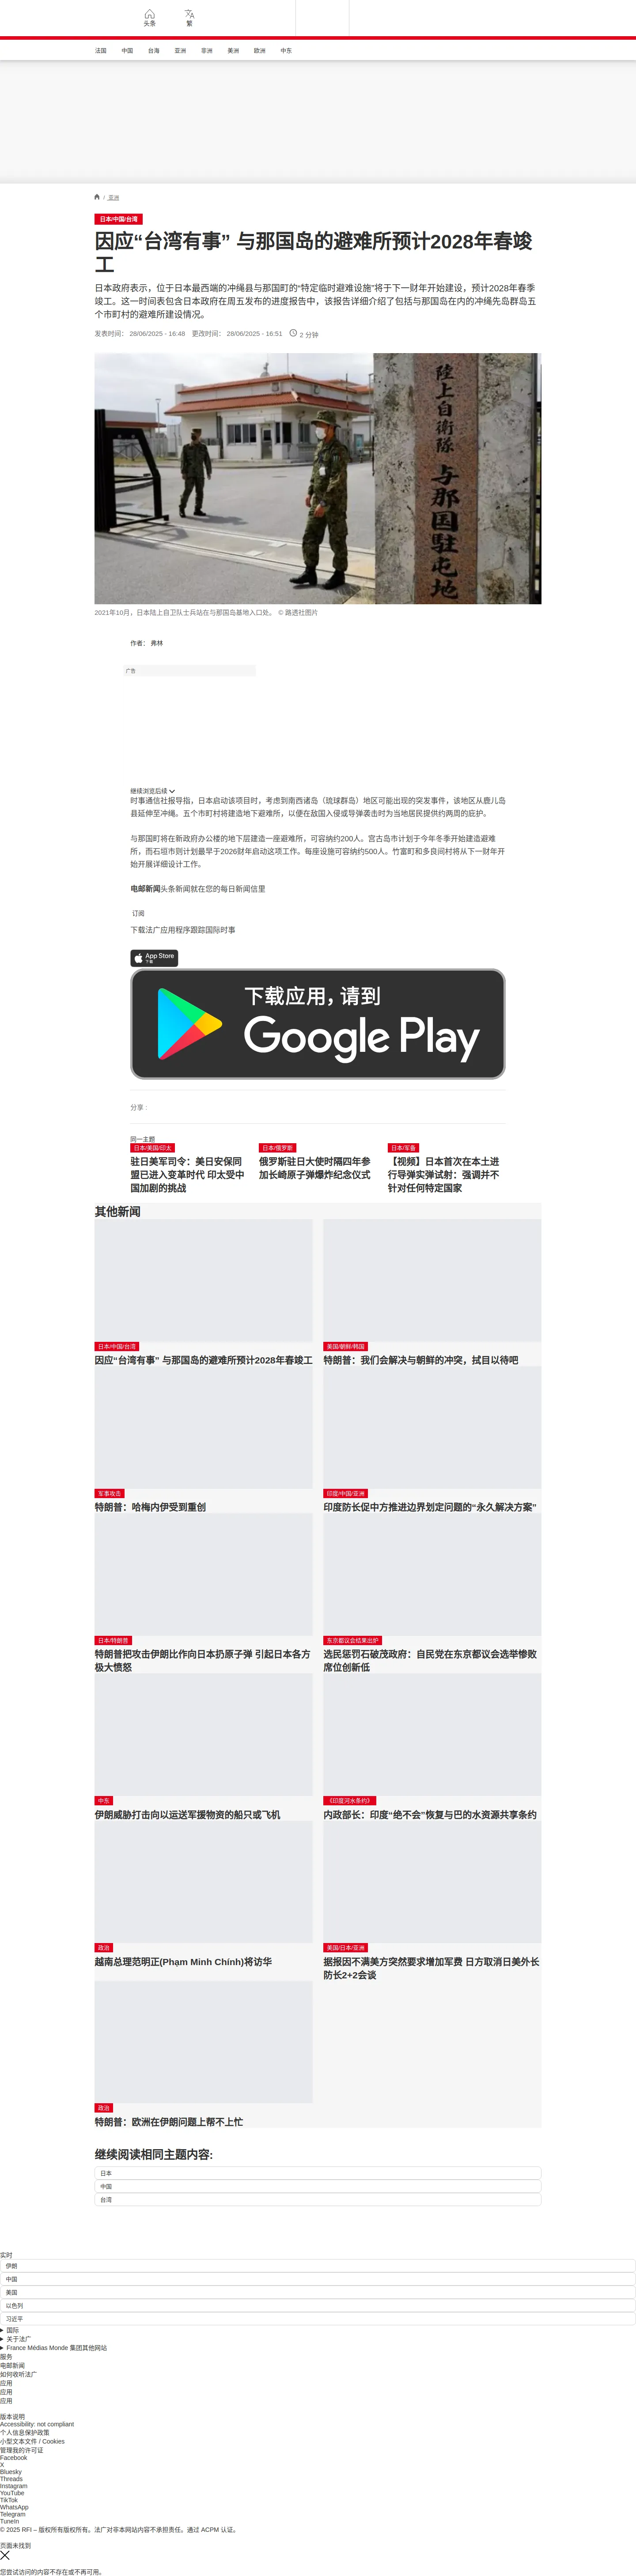 头条
繁
法国
中国
台海
亚洲
非洲
美洲
欧洲
中东
/ 亚洲
日本/中国/台湾
因应“台湾有事” 与那国岛的避难所预计2028年春竣
工
日本政府表示，位于日本最西端的冲绳县与那国町的“特定临时避难设施”将于下一财年开始建设，预计2028年春季
竣工。这一时间表包含日本政府在周五发布的进度报告中，该报告详细介绍了包括与那国岛在内的冲绳先岛群岛五
个市町村的避难所建设情况。
发表时间： 28/06/2025 - 16:48 更改时间： 28/06/2025 - 16:51 2 分钟
陸上自衛隊 与那国駐屯地
2021年10月，日本陆上自卫队士兵站在与那国岛基地入口处。 © 路透社图片
作者： 弗林
广告
继续浏览后续
时事通信社报导指，日本启动该项目时，考虑到南西诸岛（琉球群岛）地区可能出现的突发事件，该地区从鹿儿岛
县延伸至冲绳。五个市町村将建造地下避难所，以便在敌国入侵或导弹袭击时为当地居民提供约两周的庇护。
与那国町将在新政府办公楼的地下层建造一座避难所，可容纳约200人。宫古岛市计划于今年冬季开始建造避难
所，而石垣市则计划最早于2026财年启动这项工作。每座设施可容纳约500人。竹富町和多良间村将从下一财年开
始开展详细设计工作。
电邮新闻头条新闻就在您的每日新闻信里
订阅
下载法广应用程序跟踪国际时事
App Store
下载
下载应用，请到
Google Play
分享 :
同一主题
日本/美国/印太
驻日美军司令：美日安保同
盟已进入变革时代 印太受中
国加剧的挑战
日本/俄罗斯
俄罗斯驻日大使时隔四年参
加长崎原子弹爆炸纪念仪式
日本/军备
【视频】日本首次在本土进
行导弹实弹试射：强调并不
针对任何特定国家
其他新闻
日本/中国/台湾
因应“台湾有事” 与那国岛的避难所预计2028年春竣工
美国/朝鲜/韩国
特朗普：我们会解决与朝鲜的冲突，拭目以待吧
军事攻击
特朗普：哈梅内伊受到重创
印度/中国/亚洲
印度防长促中方推进边界划定问题的“永久解决方案”
日本/特朗普
特朗普把攻击伊朗比作向日本扔原子弹 引起日本各方
极大愤怒
东京都议会结果出炉
选民惩罚石破茂政府：自民党在东京都议会选举惨败
席位创新低
中东
伊朗威胁打击向以运送军援物资的船只或飞机
《印度河水条约》
内政部长：印度“绝不会”恢复与巴的水资源共享条约
政治
越南总理范明正(Phạm Minh Chính)将访华
美国/日本/亚洲
据报因不满美方突然要求增加军费 日方取消日美外长
防长2+2会谈
政治
特朗普：欧洲在伊朗问题上帮不上忙
继续阅读相同主题内容:
日本
中国
台湾
实时
伊朗
中国
美国
以色列
习近平
国际
关于法广
France Médias Monde 集团其他网站
服务
电邮新闻
如何收听法广
应用
应用
应用
版本说明
Accessibility: not compliant
个人信息保护政策
小型文本文件 / Cookies
管理我的许可证
Facebook
X
Bluesky
Threads
Instagram
YouTube
TikTok
WhatsApp
Telegram
TuneIn
© 2025 RFI – 版权所有版权所有。法广对非本网站内容不承担责任。通过 ACPM 认证。
页面未找到
您尝试访问的内容不存在或不再可用。